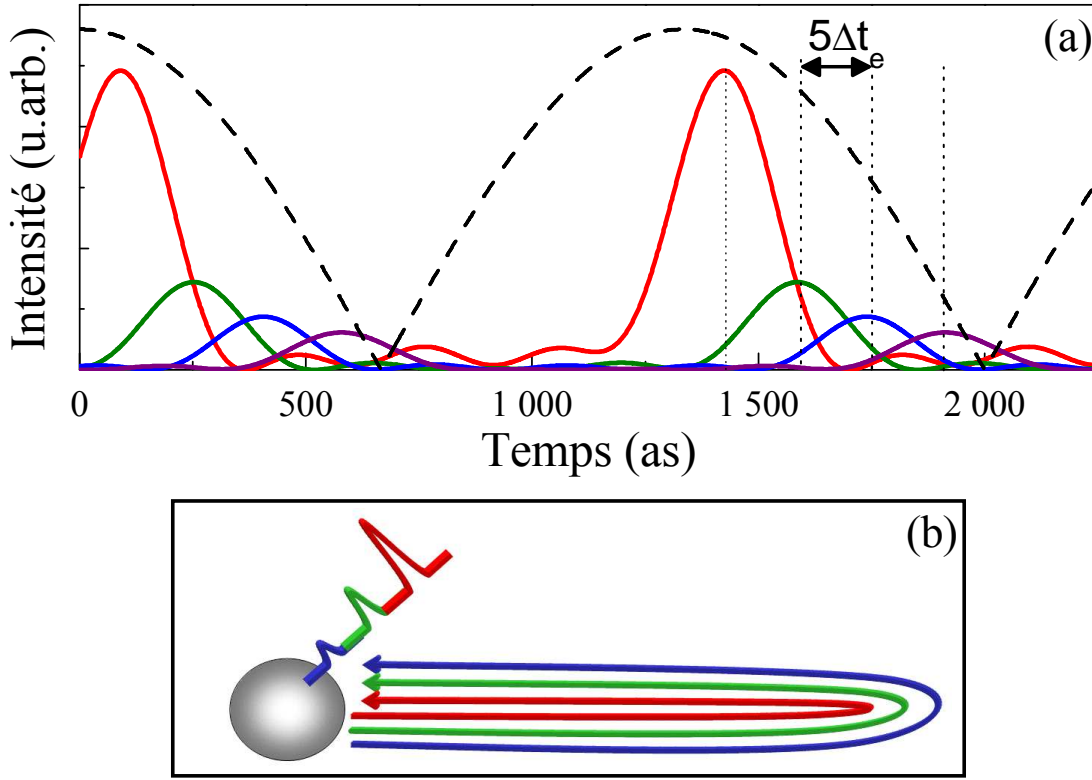 (a)
5Δte
Intensité (u.arb.)
0 500 1 000 1 500 2 000
Temps (as)
(b)